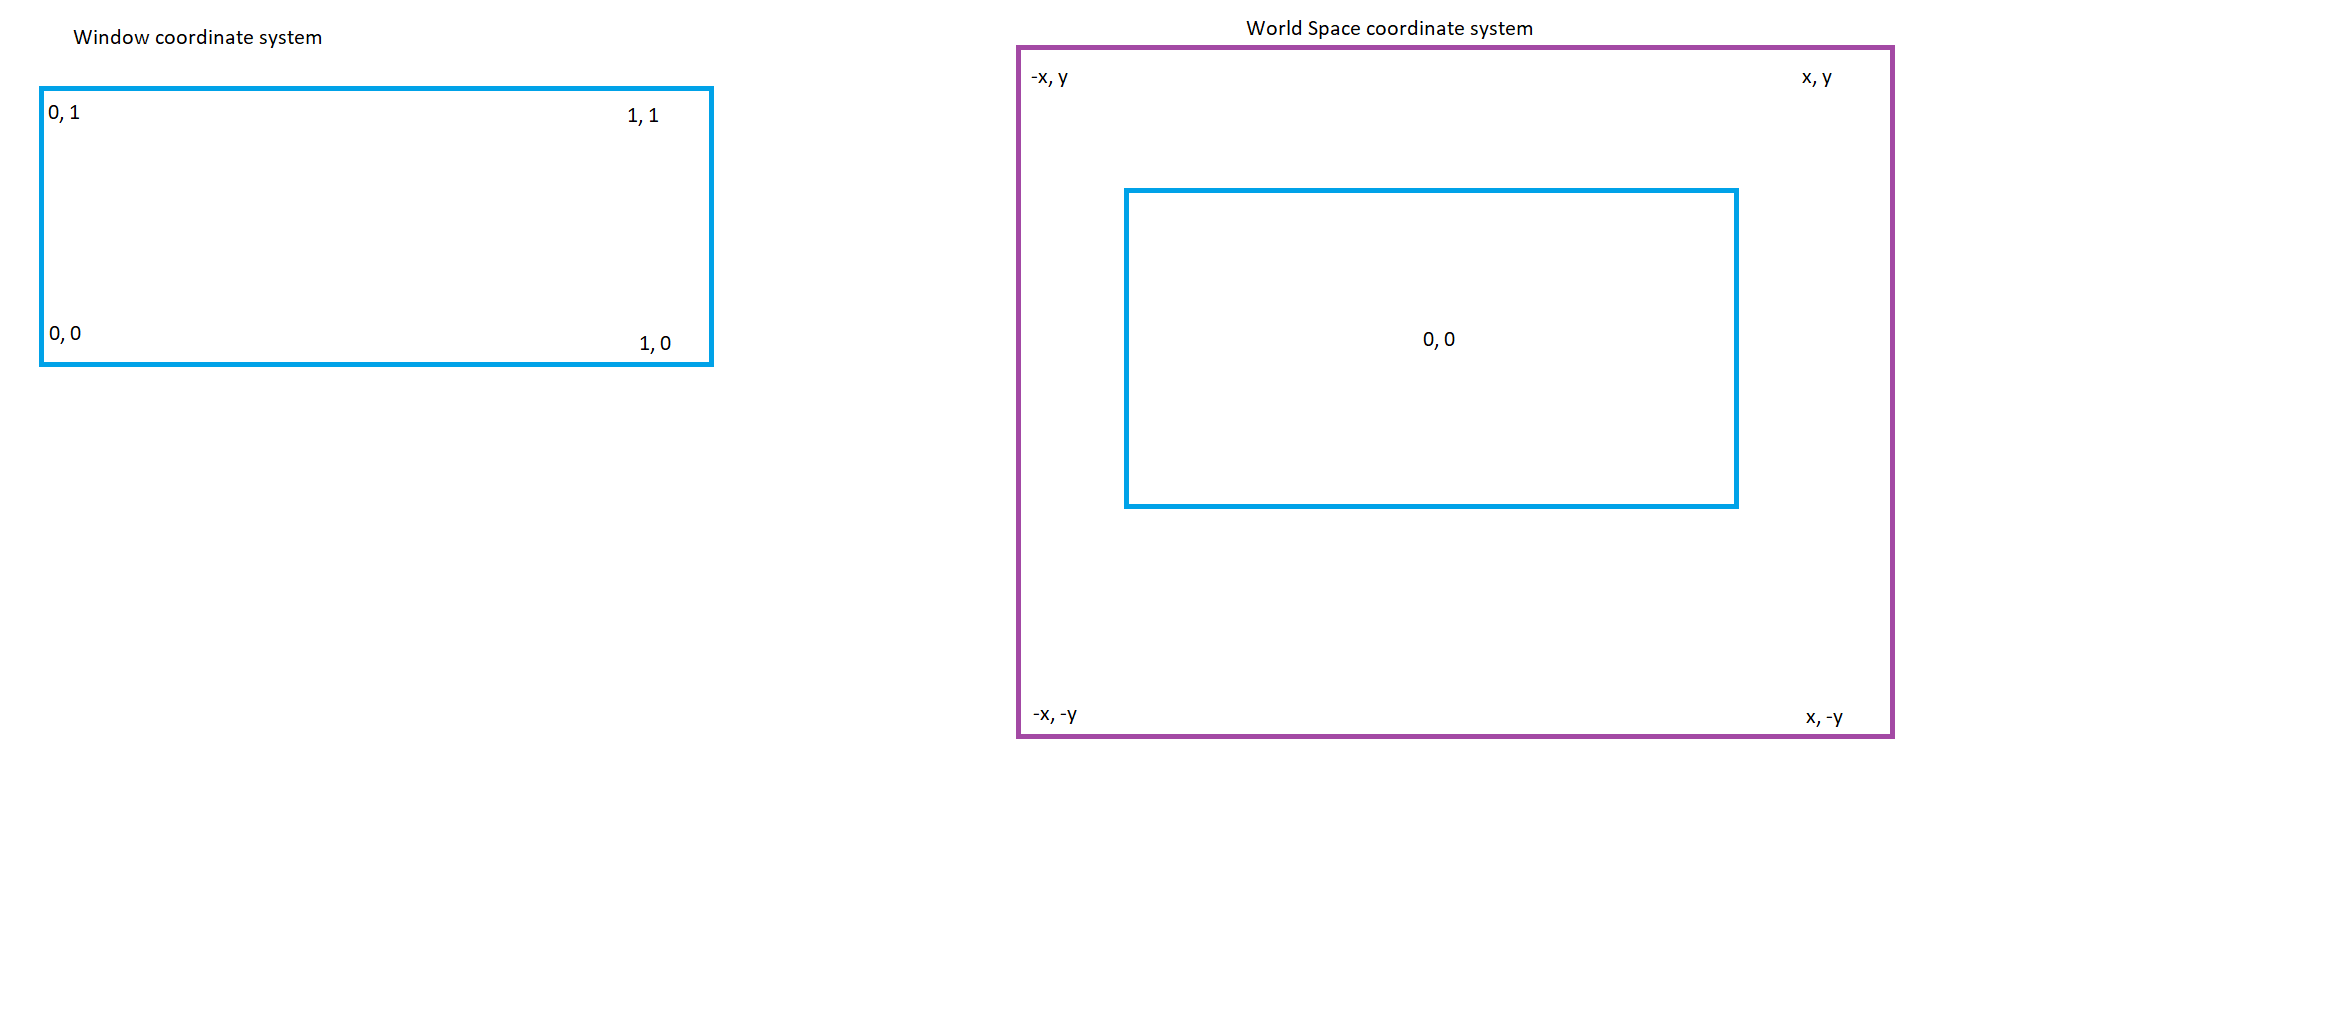 Window coordinate system
0, 1
1, 1
0, 0
1, 0
World Space coordinate system
-x, y
x, y
0, 0
-x, -y
x, -y